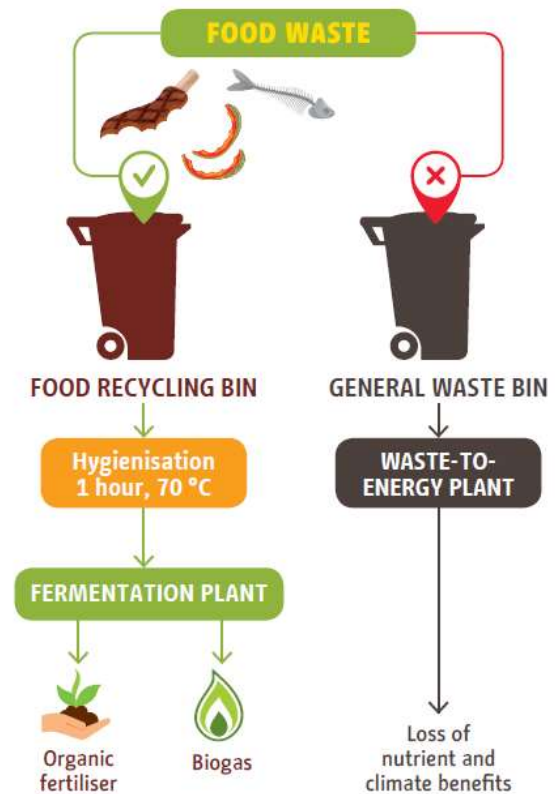 FOOD WASTE
FOOD RECYCLING BIN
Hygienisation
1 hour, 70 °C
FERMENTATION PLANT
Organic
fertiliser
Biogas
GENERAL WASTE BIN
WASTE-TO-
ENERGY PLANT
Loss of
nutrient and
climate benefits